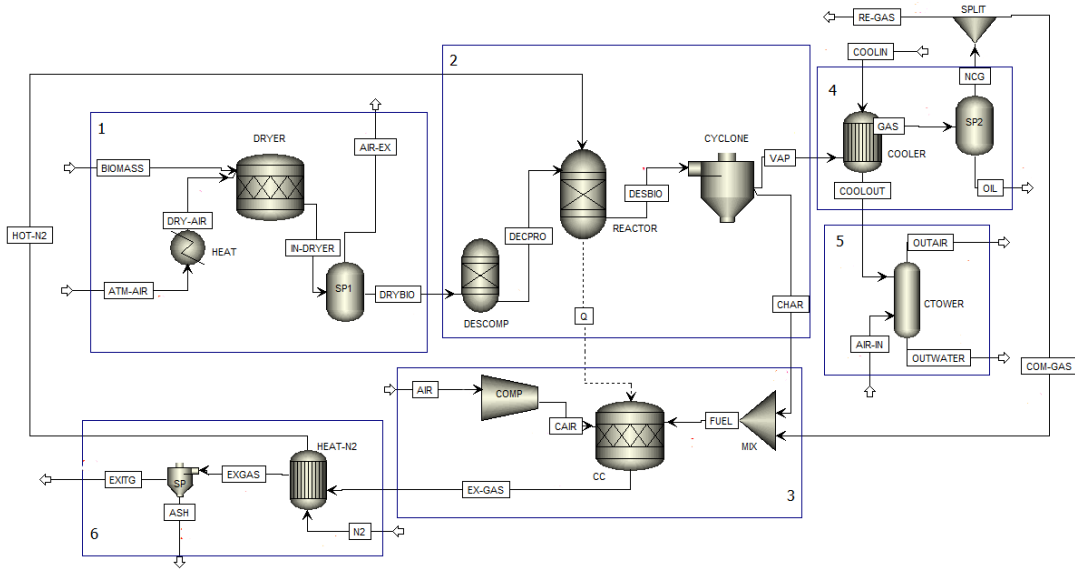 RE-GAS
SPLIT
COOLIN
2
NCG
4
1
DRYER
AIR-EX
CYCLONE
GAS
SP2
BIOMASS
VAP
COOLER
DESBIO
COOLOUT
OIL
DRY-AIR
REACTOR
HOT-N2
HEAT
IN-DRYER
DECPRO
5
OUTAIR
ATM-AIR
SP1
DRYBIO
CHAR
CTOWER
DESCOMP
Q
AIR-IN
OUTWATER
COM-GAS
AIR
COMP
CAIR
FUEL
MIX
HEAT-N2
CC
EXITG
SP
EXGAS
EX-GAS
3
ASH
N2
6